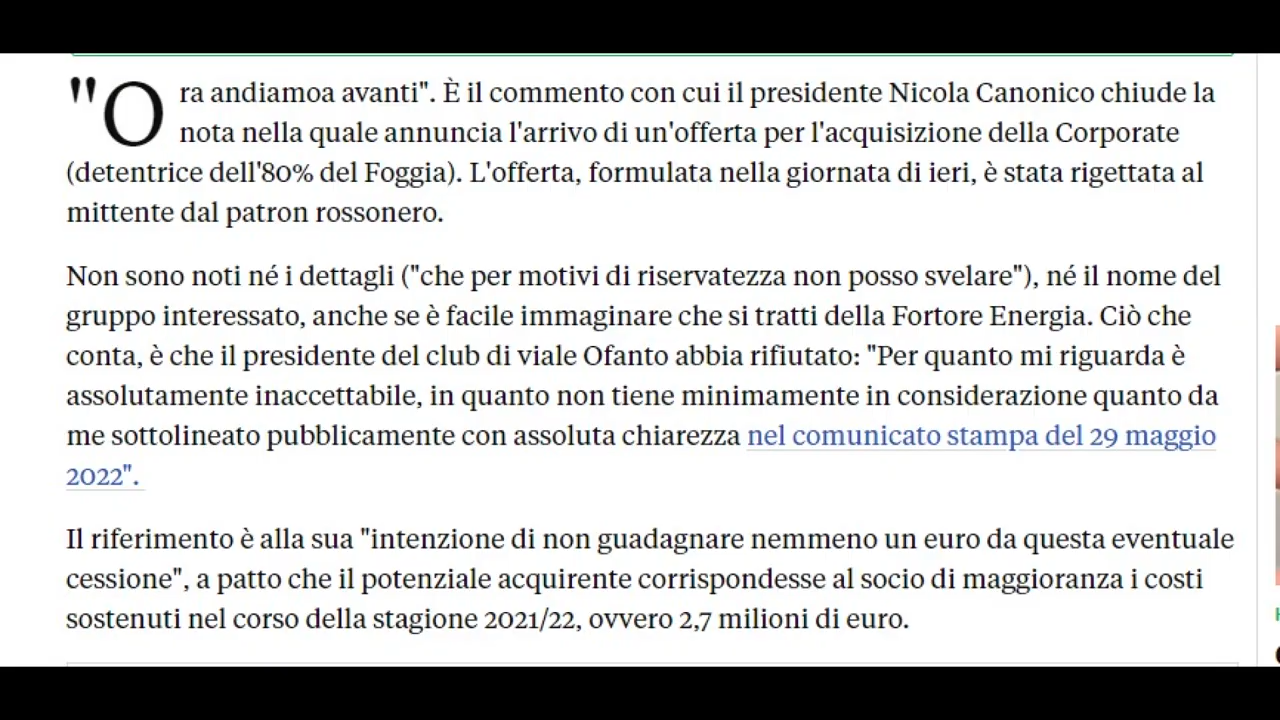 "Ora andiamoa avanti". È il commento con cui il presidente Nicola Canonico chiude la
nota nella quale annuncia l'arrivo di un'offerta per l'acquisizione della Corporate
(detentrice dell'80% del Foggia). L'offerta, formulata nella giornata di ieri, è stata rigettata al
mittente dal patron rossonero.
Non sono noti né i dettagli ("che per motivi di riservatezza non posso svelare"), né il nome del
gruppo interessato, anche se è facile immaginare che si tratti della Fortore Energia. Ciò che
conta, è che il presidente del club di viale Ofanto abbia rifiutato: "Per quanto mi riguarda è
assolutamente inaccettabile, in quanto non tiene minimamente in considerazione quanto da
me sottolineato pubblicamente con assoluta chiarezza nel comunicato stampa del 29 maggio
2022".
Il riferimento è alla sua "intenzione di non guadagnare nemmeno un euro da questa eventuale
cessione", a patto che il potenziale acquirente corrispondesse al socio di maggioranza i costi
sostenuti nel corso della stagione 2021/22, ovvero 2,7 milioni di euro.